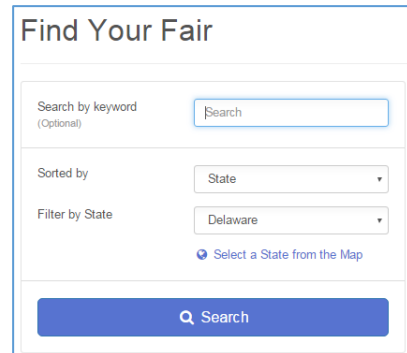 Find Your Fair
Search by keyword
(Optional)
Search
Sorted by
State
Filter by State
Delaware
Select a State from the Map
Search